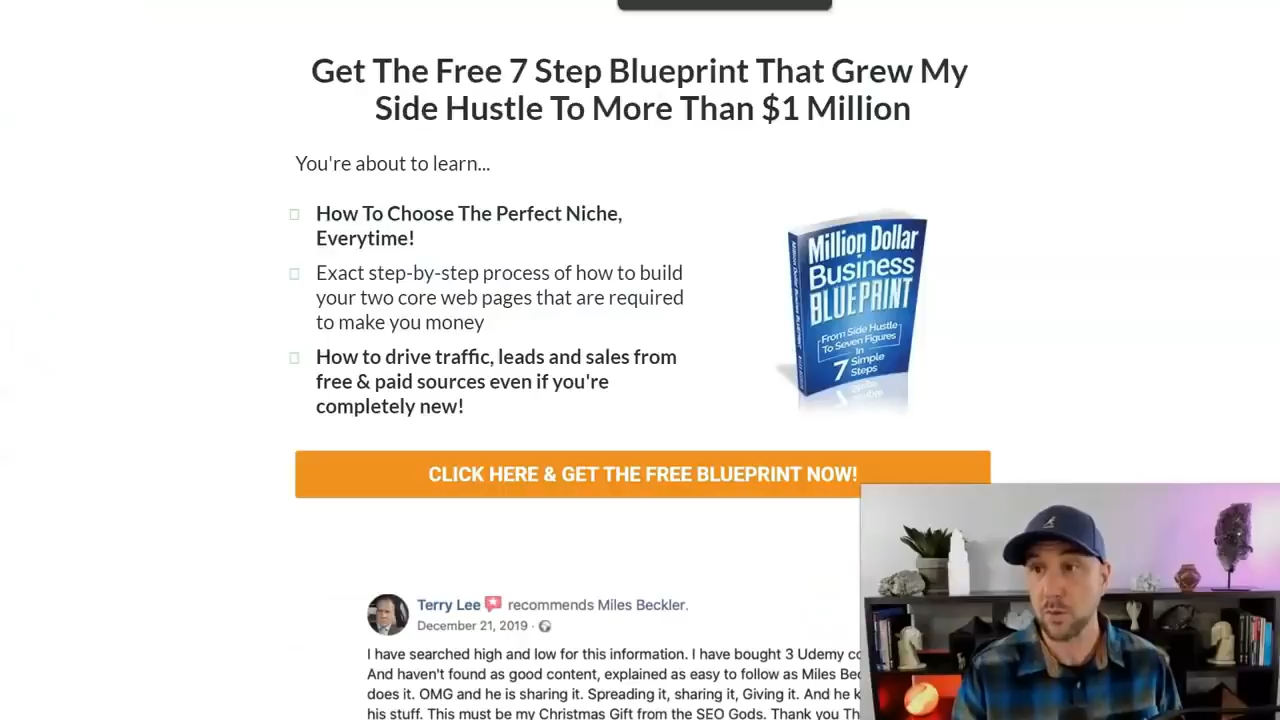 Get The Free 7 Step Blueprint That Grew My
Side Hustle To More Than $1 Million
You're about to learn...
How To Choose The Perfect Niche,
Everytime!
Exact step-by-step process of how to build
your two core web pages that are required
to make you money
How to drive traffic, leads and sales from
free & paid sources even if you're
completely new!
Million Dollar
Business
BLUEPRINT
From Side Hustle
To Seven Figures
In
7 Simple
Steps
CLICK HERE & GET THE FREE BLUEPRINT NOW!
Terry Lee recommends Miles Beckler.
December 21, 2019 ·
I have searched high and low for this information. I have bought 3 Udemy
And haven't found as good content, explained as easy to follow as Miles
does it. OMG and he is sharing it. Spreading it, sharing it, Giving it. And he
his stuff. This must be my Christmas Gift from the SEO Gods. Thank you